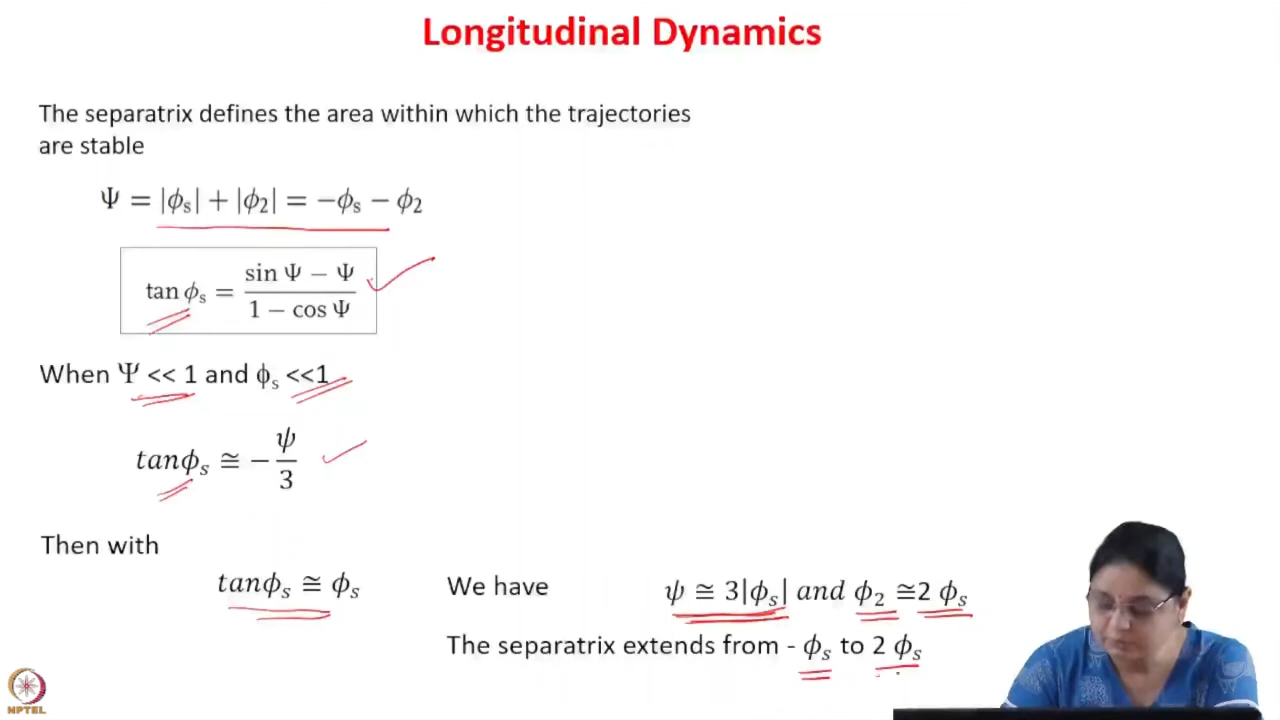 Longitudinal Dynamics
The separatrix defines the area within which the trajectories
are stable
Ψ = |ϕₛ| + |ϕ₂| = −ϕₛ − ϕ₂
tan ϕₛ = (sin Ψ − Ψ) / (1 − cos Ψ)
When Ψ << 1 and ϕₛ <<1
tanϕₛ ≅ − ψ/3
Then with
tanϕₛ ≅ ϕₛ
We have
ψ ≅ 3|ϕₛ| and ϕ₂ ≅2 ϕₛ
The separatrix extends from - ϕₛ to 2 ϕₛ
NPTEL